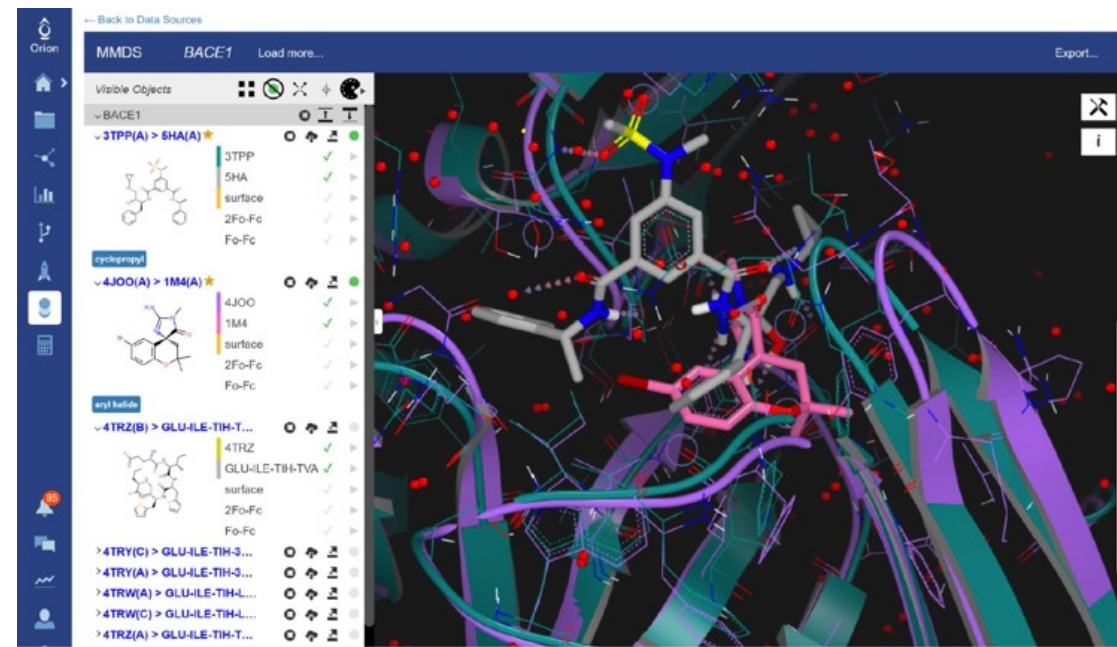 ← Back to Data Sources
Orion
MMDS BACE1 Load more... Export...
Visible Objects
BACE1
3TPP(A) > 5HA(A)
3TPP
5HA
surface
2Fo-Fc
Fo-Fc
cyclopropyl
4JOO(A) > 1M4(A)
4JOO
1M4
surface
2Fo-Fc
Fo-Fc
aryl halide
4TRZ(B) > GLU-ILE-TIH-T...
4TRZ
GLU-ILE-TIH-TVA
surface
2Fo-Fc
Fo-Fc
4TRY(C) > GLU-ILE-TIH-3...
4TRY(A) > GLU-ILE-TIH-3...
4TRW(A) > GLU-ILE-TIH-L...
4TRW(C) > GLU-ILE-TIH-L...
4TRZ(A) > GLU-ILE-TIH-T...
85
i